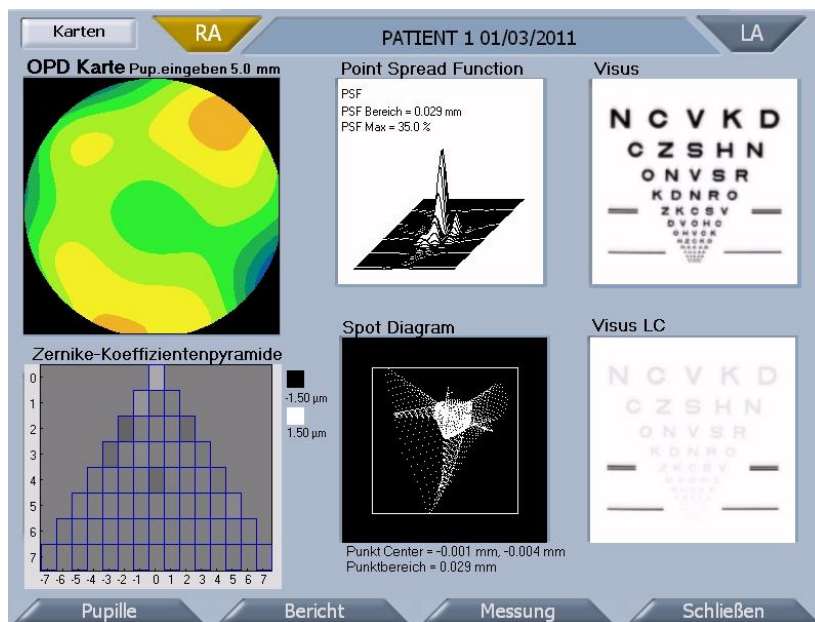 Karten
RA
PATIENT 1 01/03/2011
LA
OPD Karte Pup.eingeben 5.0 mm
Point Spread Function
PSF
PSF Bereich = 0.029 mm
PSF Max = 35.0 %
Visus
N C V K D
C Z S H N
O N V S R
K D N R O
Z K C S V
D V O H C
O H V C K
H Z C K O
Zernike-Koeffizientenpyramide
0
1
2
3
4
5
6
7
-7 -6 -5 -4 -3 -2 -1 0 1 2 3 4 5 6 7
-1.50 µm
1.50 µm
Spot Diagram
Punkt Center = -0.001 mm, -0.004 mm
Punktbereich = 0.029 mm
Visus LC
N C V K D
C Z S H N
O N V S R
K D N R O
Z K C S V
Pupille
Bericht
Messung
Schließen